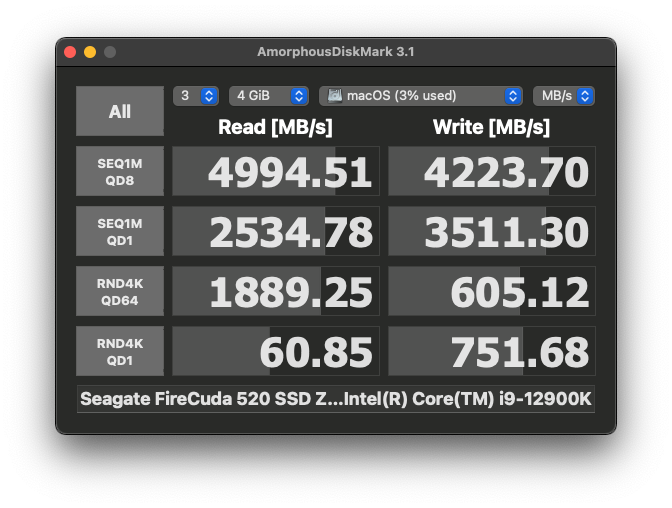 AmorphousDiskMark 3.1
All
3
4 GiB
macOS (3% used)
MB/s
Read [MB/s]
Write [MB/s]
SEQ1M
QD8
4994.51
4223.70
SEQ1M
QD1
2534.78
3511.30
RND4K
QD64
1889.25
605.12
RND4K
QD1
60.85
751.68
Seagate FireCuda 520 SSD Z...Intel(R) Core(TM) i9-12900K